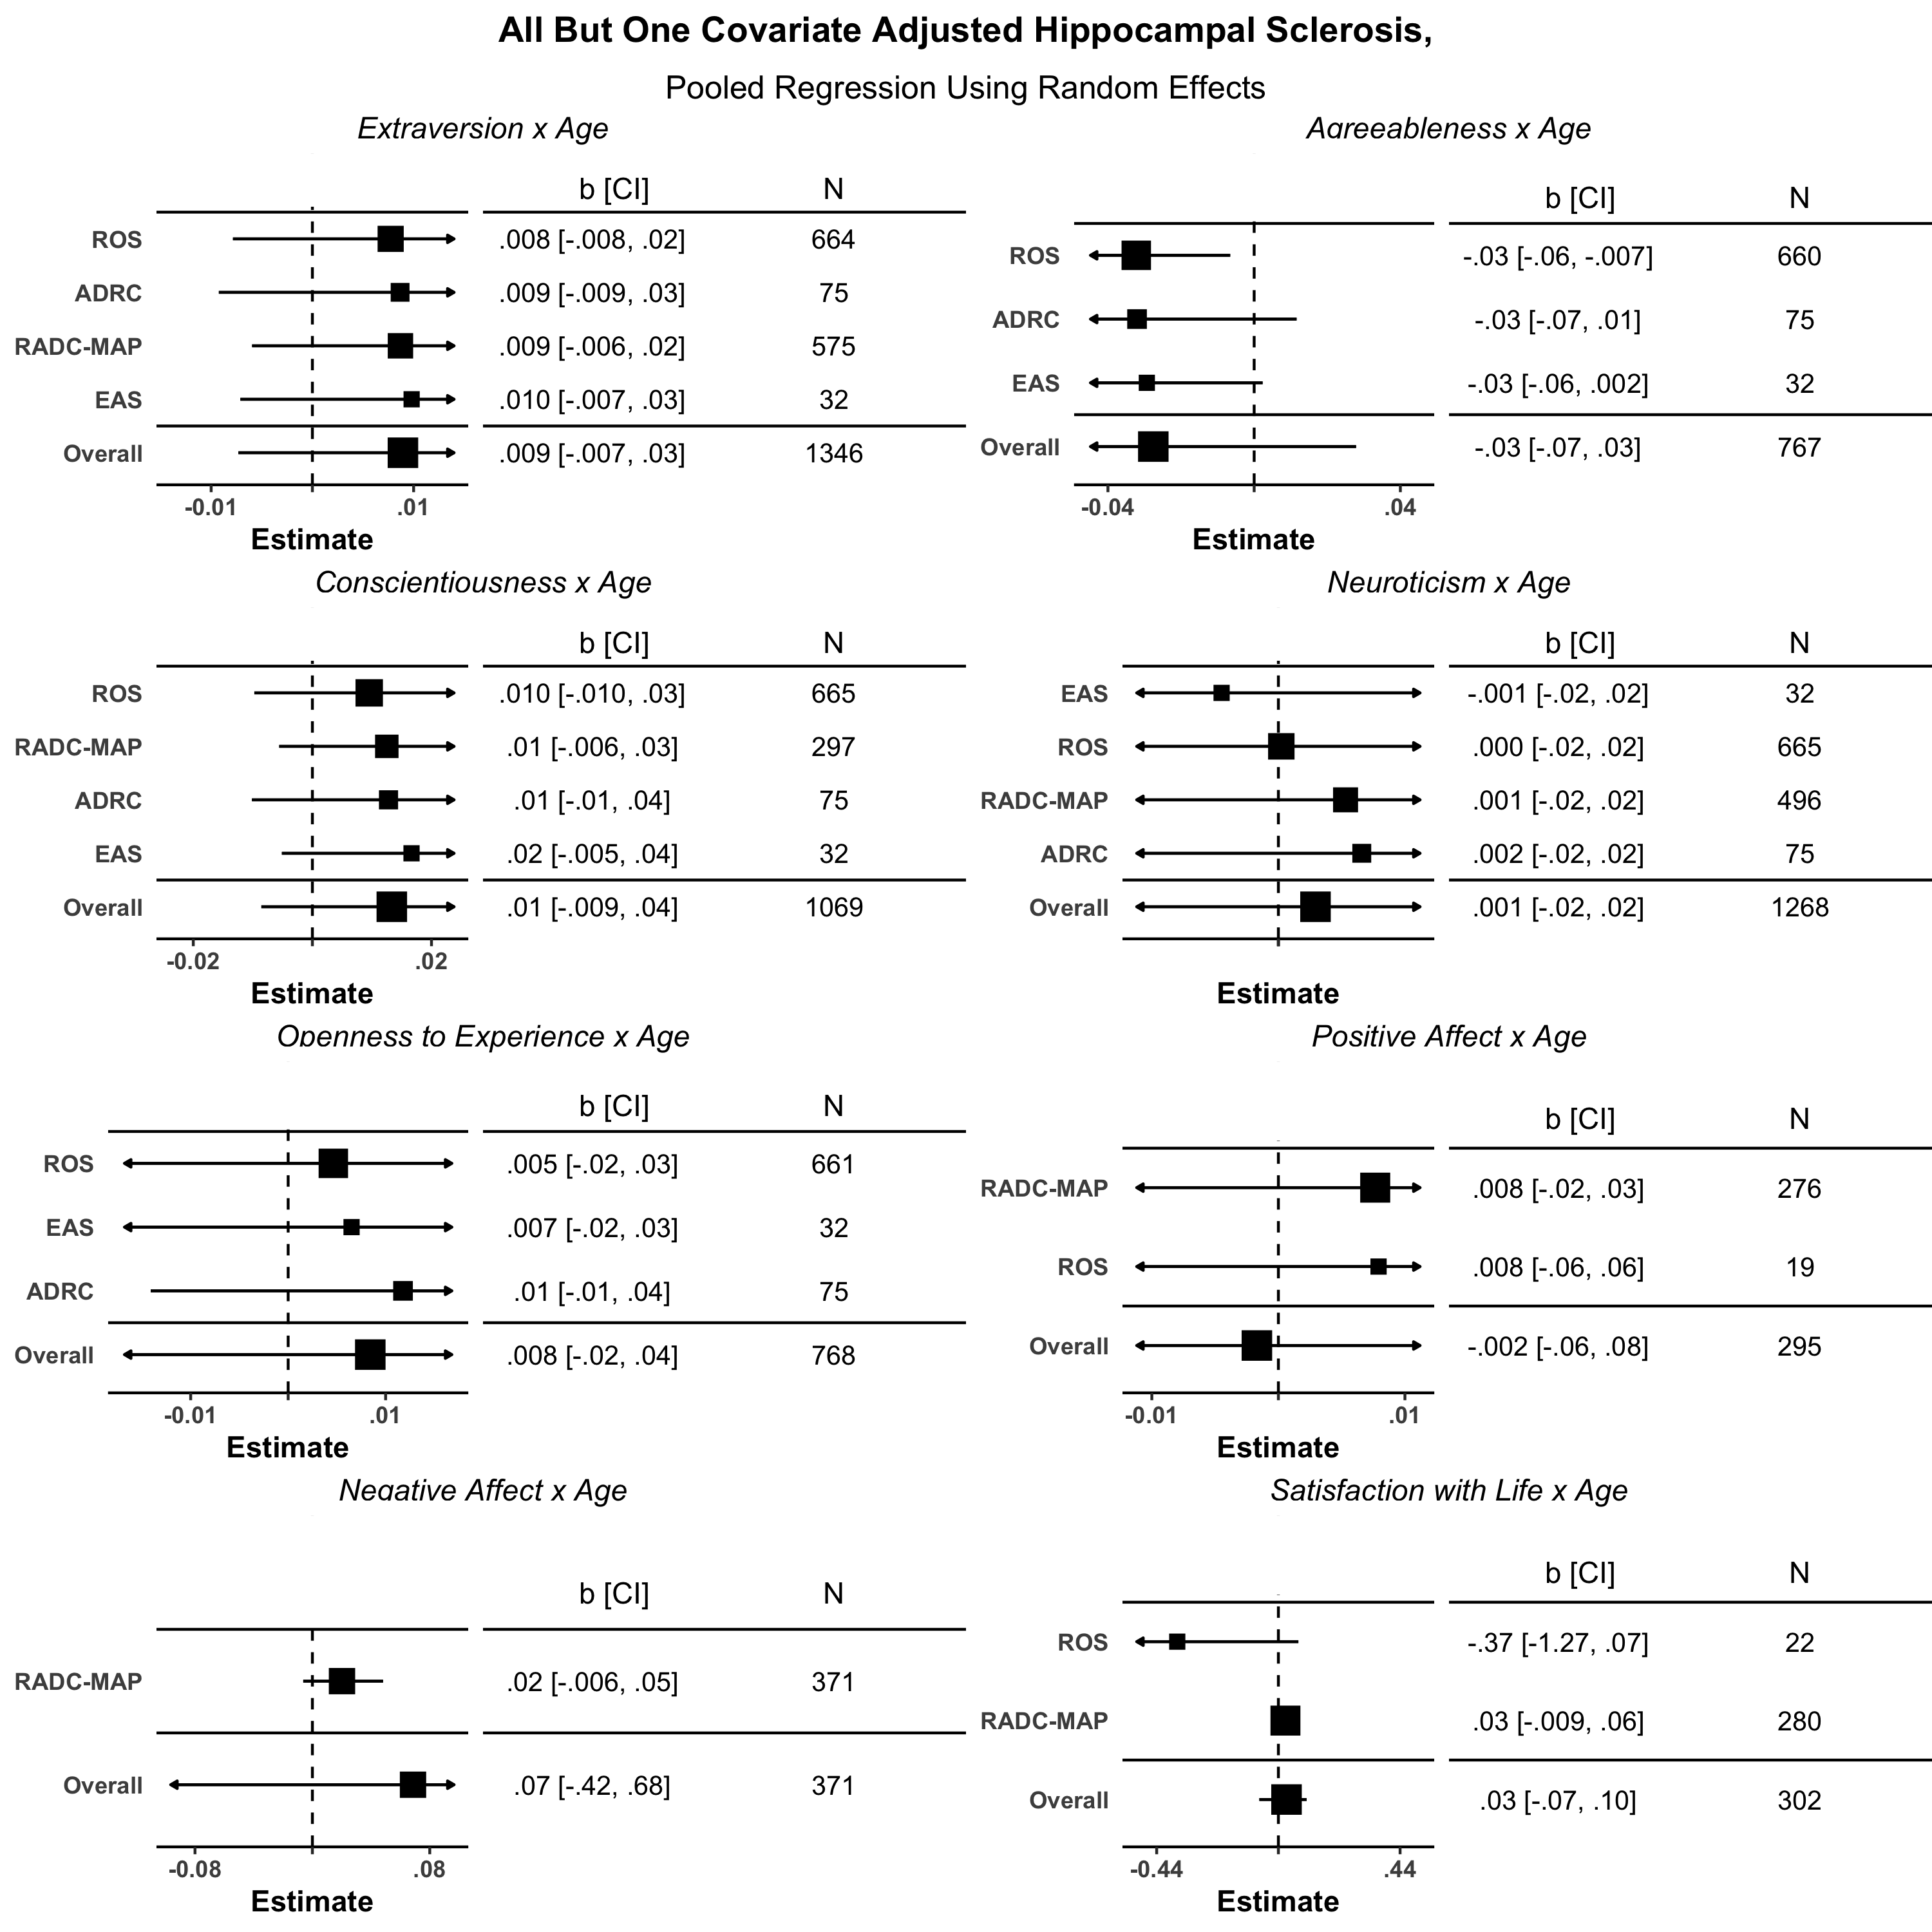 All But One Covariate Adjusted Hippocampal Sclerosis,
Pooled Regression Using Random Effects
Extraversion x Age
b [CI] N
ROS .008 [-.008, .02] 664
ADRC .009 [-.009, .03] 75
RADC-MAP .009 [-.006, .02] 575
EAS .010 [-.007, .03] 32
Overall .009 [-.007, .03] 1346
-0.01 .01
Estimate
Agreeableness x Age
b [CI] N
ROS -.03 [-.06, -.007] 660
ADRC -.03 [-.07, .01] 75
EAS -.03 [-.06, .002] 32
Overall -.03 [-.07, .03] 767
-0.04 .04
Estimate
Conscientiousness x Age
b [CI] N
ROS .010 [-.010, .03] 665
RADC-MAP .01 [-.006, .03] 297
ADRC .01 [-.01, .04] 75
EAS .02 [-.005, .04] 32
Overall .01 [-.009, .04] 1069
-0.02 .02
Estimate
Neuroticism x Age
b [CI] N
EAS -.001 [-.02, .02] 32
ROS .000 [-.02, .02] 665
RADC-MAP .001 [-.02, .02] 496
ADRC .002 [-.02, .02] 75
Overall .001 [-.02, .02] 1268
Estimate
Openness to Experience x Age
b [CI] N
ROS .005 [-.02, .03] 661
EAS .007 [-.02, .03] 32
ADRC .01 [-.01, .04] 75
Overall .008 [-.02, .04] 768
-0.01 .01
Estimate
Positive Affect x Age
b [CI] N
RADC-MAP .008 [-.02, .03] 276
ROS .008 [-.06, .06] 19
Overall -.002 [-.06, .08] 295
-0.01 .01
Estimate
Negative Affect x Age
b [CI] N
RADC-MAP .02 [-.006, .05] 371
Overall .07 [-.42, .68] 371
-0.08 .08
Estimate
Satisfaction with Life x Age
b [CI] N
ROS -.37 [-1.27, .07] 22
RADC-MAP .03 [-.009, .06] 280
Overall .03 [-.07, .10] 302
-0.44 .44
Estimate